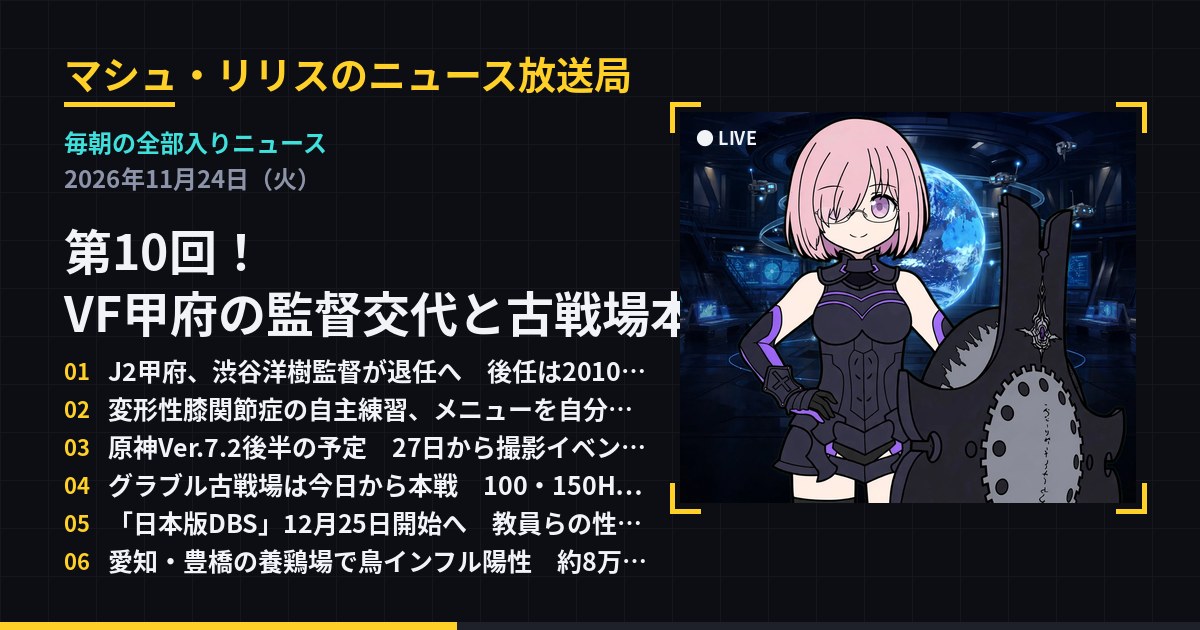 マシュ・リリスのニュース放送局
毎朝の全部入りニュース
2026年11月24日（火）
第10回！
VF甲府の監督交代と古戦場本
01 J2甲府、渋谷洋樹監督が退任へ　後任は2010…
02 変形性膝関節症の自主練習、メニューを自分…
03 原神Ver.7.2後半の予定　27日から撮影イベン…
04 グラブル古戦場は今日から本戦　100・150H…
05 「日本版DBS」12月25日開始へ　教員らの性…
06 愛知・豊橋の養鶏場で鳥インフル陽性　約8万…
LIVE